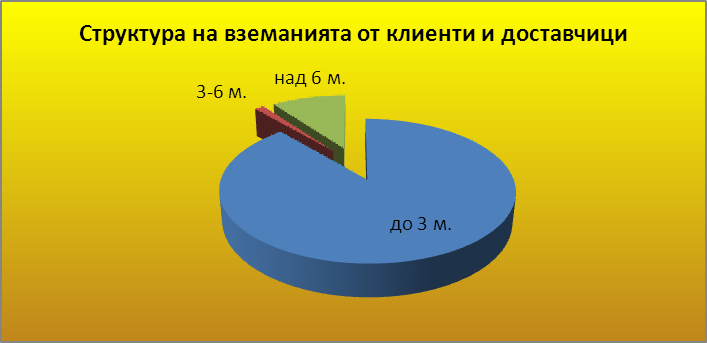 Структура на вземанията от клиенти и доставчици
над 6 м.
3-6 м.
до 3 м.